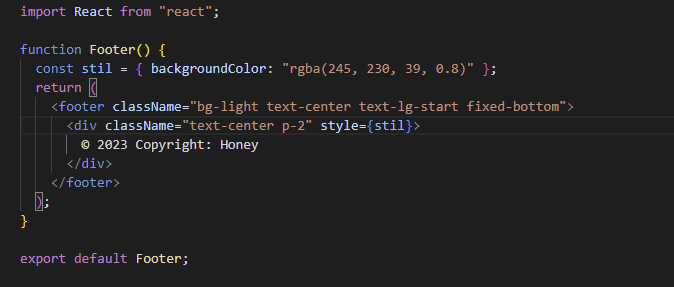 import React from "react";

function Footer() {
  const stil = { backgroundColor: "rgba(245, 230, 39, 0.8)" };
  return (
    <footer className="bg-light text-center text-lg-start fixed-bottom">
      <div className="text-center p-2" style={stil}>
        © 2023 Copyright: Honey
      </div>
    </footer>
  );
}

export default Footer;